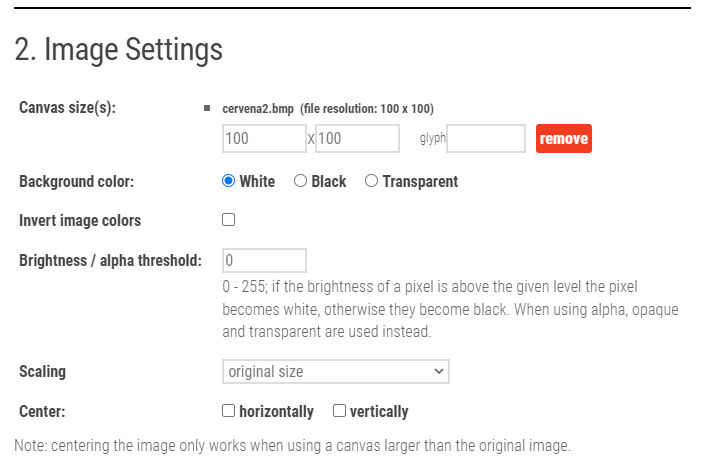 2. Image Settings
Canvas size(s):
cervena2.bmp (file resolution: 100 x 100)
100 x 100 glyph remove
Background color: White Black Transparent
Invert image colors
Brightness / alpha threshold: 0
0 - 255; if the brightness of a pixel is above the given level the pixel
becomes white, otherwise they become black. When using alpha, opaque
and transparent are used instead.
Scaling original size
Center: horizontally vertically
Note: centering the image only works when using a canvas larger than the original image.